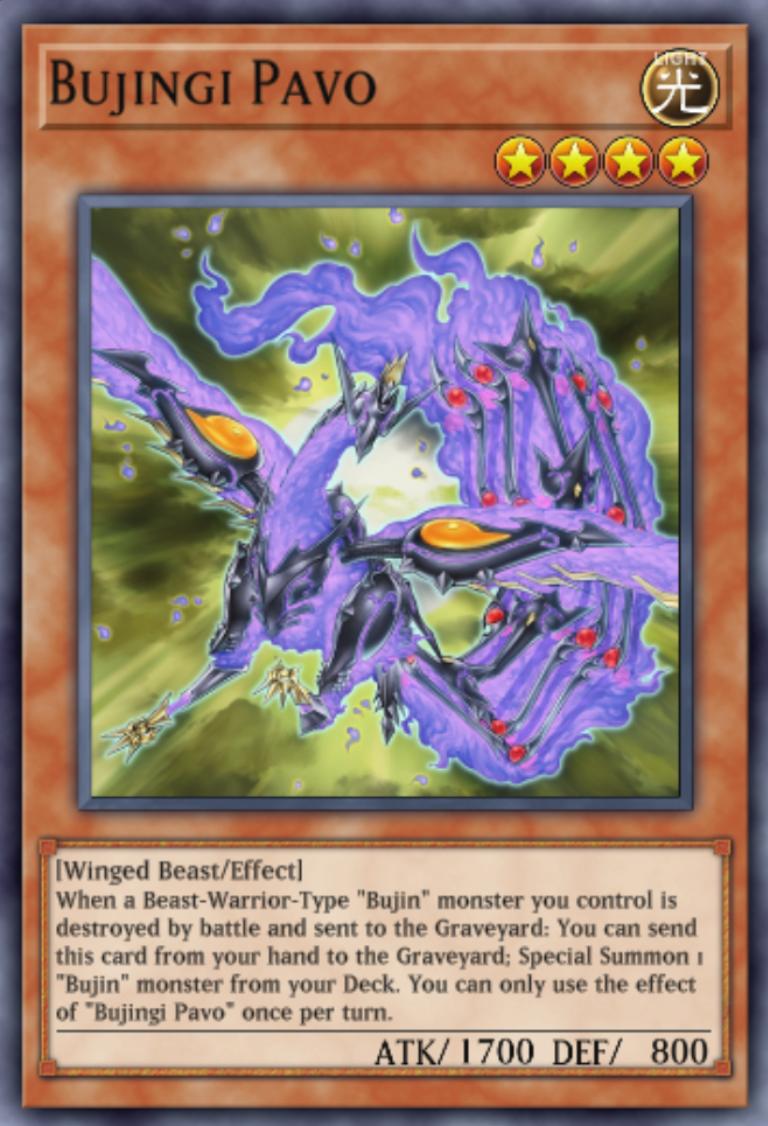 Bujingi Pavo
LIGHT
光
[Winged Beast/Effect]
When a Beast-Warrior-Type "Bujin" monster you control is
destroyed by battle and sent to the Graveyard: You can send
this card from your hand to the Graveyard; Special Summon 1
"Bujin" monster from your Deck. You can only use the effect
of "Bujingi Pavo" once per turn.
ATK/ 1700 DEF/ 800